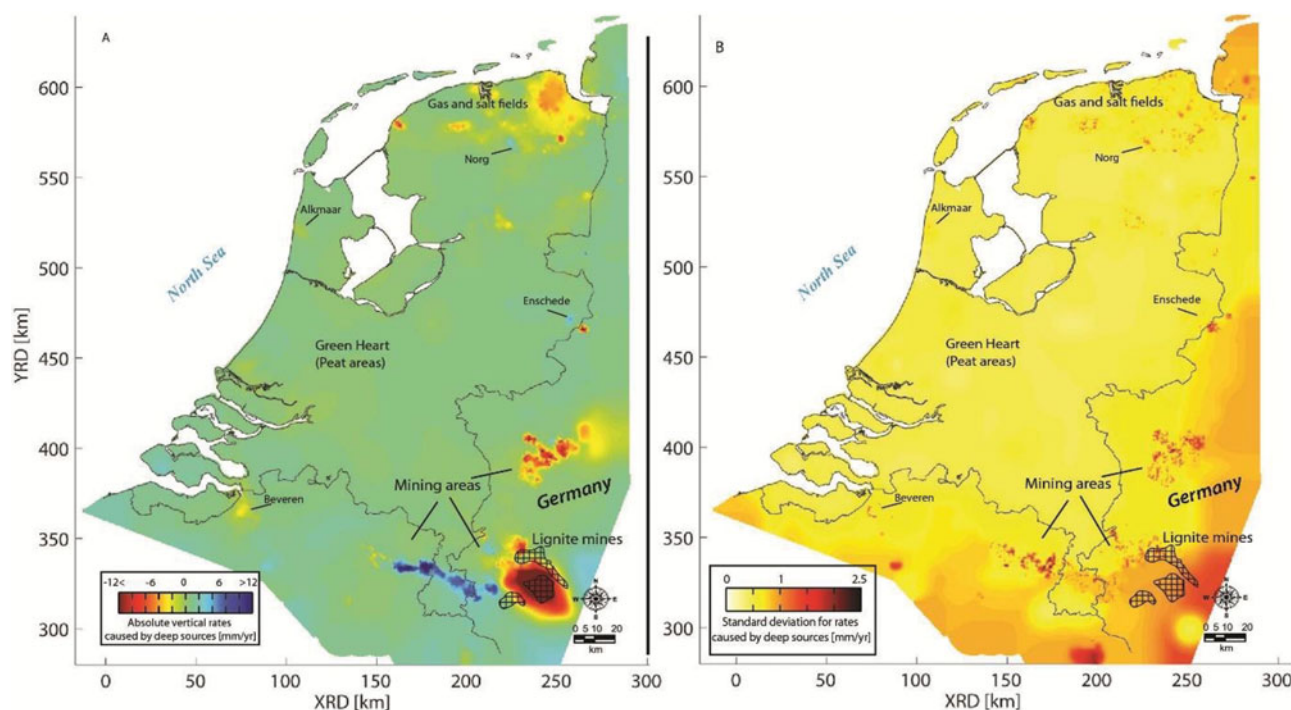 A
600
550
500
450
400
350
300
YRD [km]
0
50
100
150
200
250
300
XRD [km]
North Sea
Gas and salt fields
Norg
Alkmaar
Enschede
Green Heart
(Peat areas)
Mining areas
Germany
Beveren
Lignite mines
-12<
-6
0
6
>12
Absolute vertical rates
caused by deep sources [mm/yr]
N
W
E
S
0 5 10 20
km
B
600
550
500
450
400
350
300
0
50
100
150
200
250
300
XRD [km]
North Sea
Gas and salt fields
Norg
Alkmaar
Enschede
Green Heart
(Peat areas)
Mining areas
Germany
Beveren
Lignite mines
0
1
2.5
Standard deviation for rates
caused by deep sources [mm/yr]
N
W
E
S
0 5 10 20
km